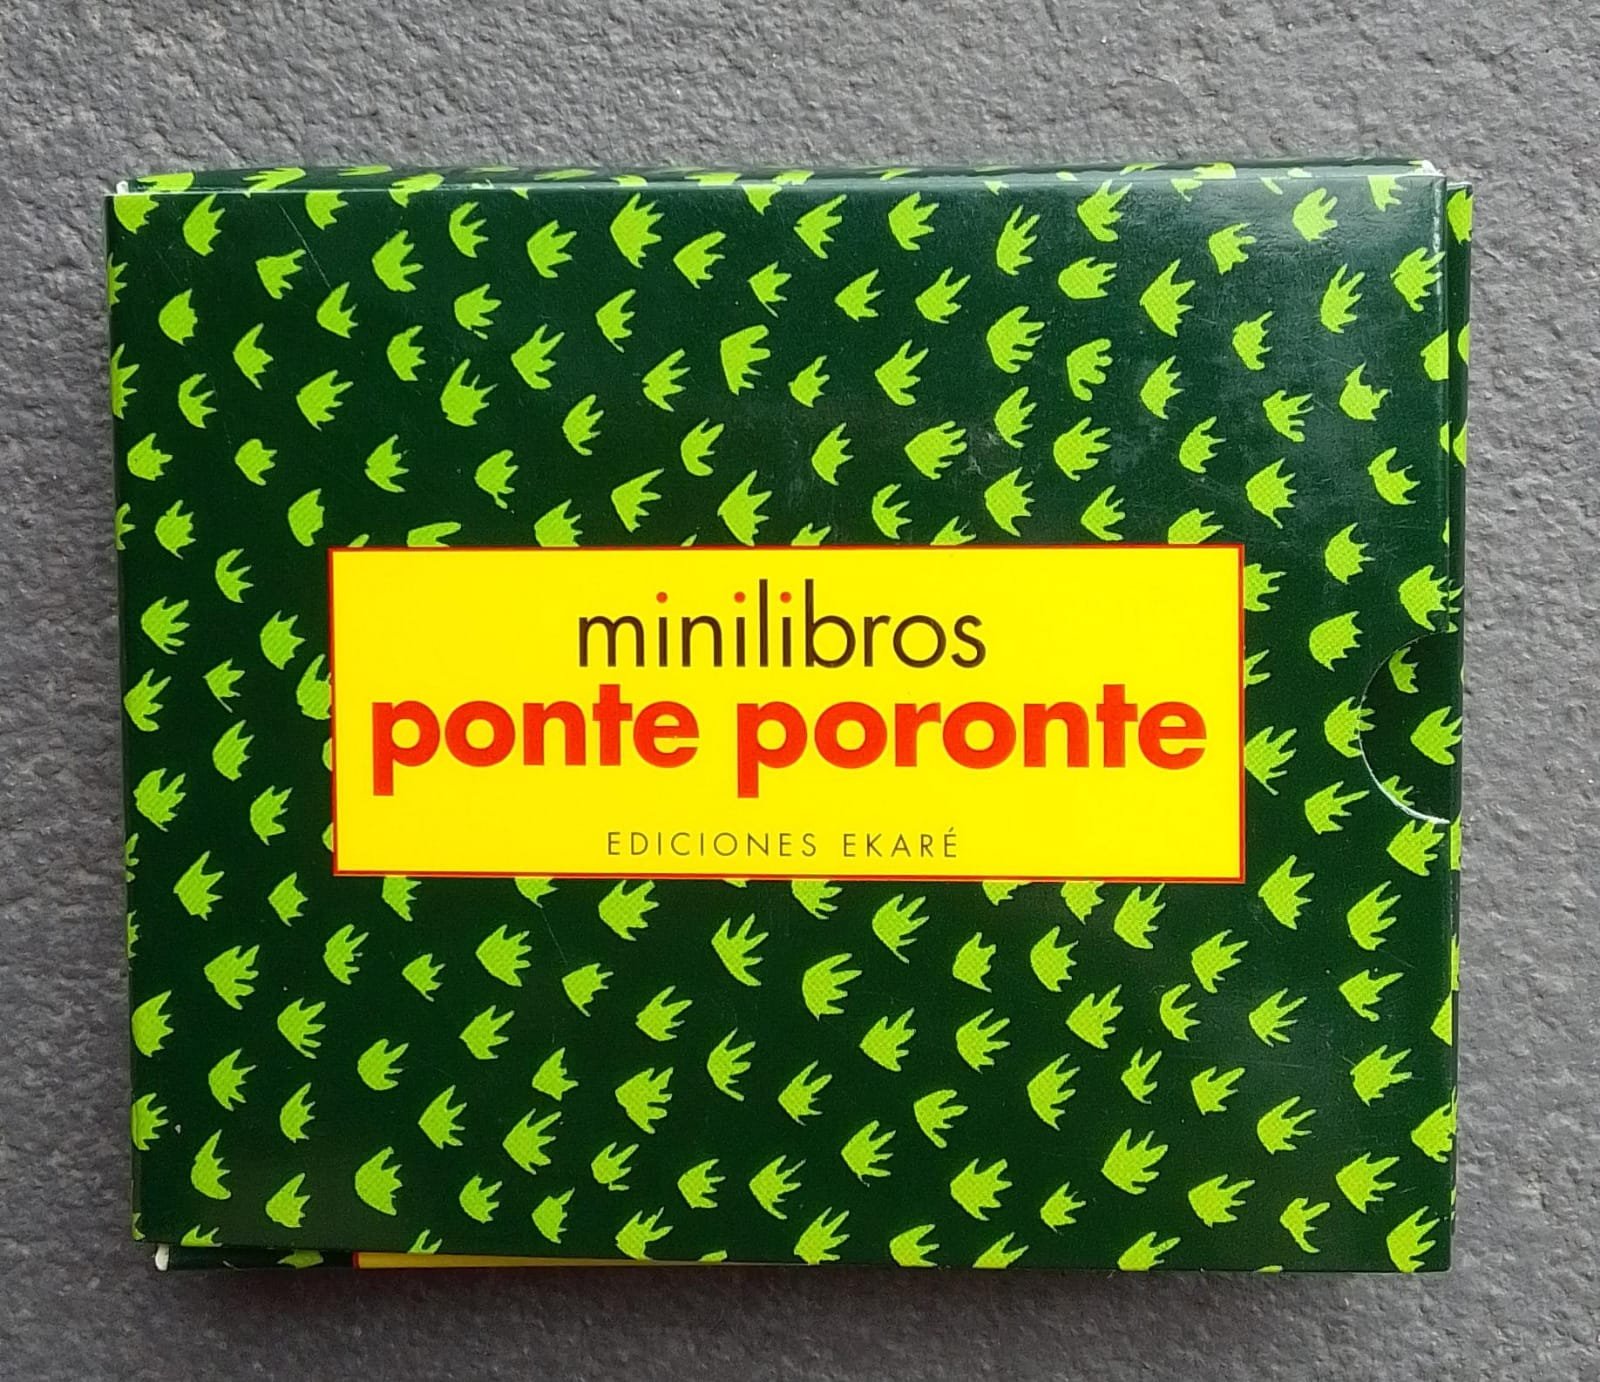 minilibros
ponte poronte
EDICIONES EKARÉ